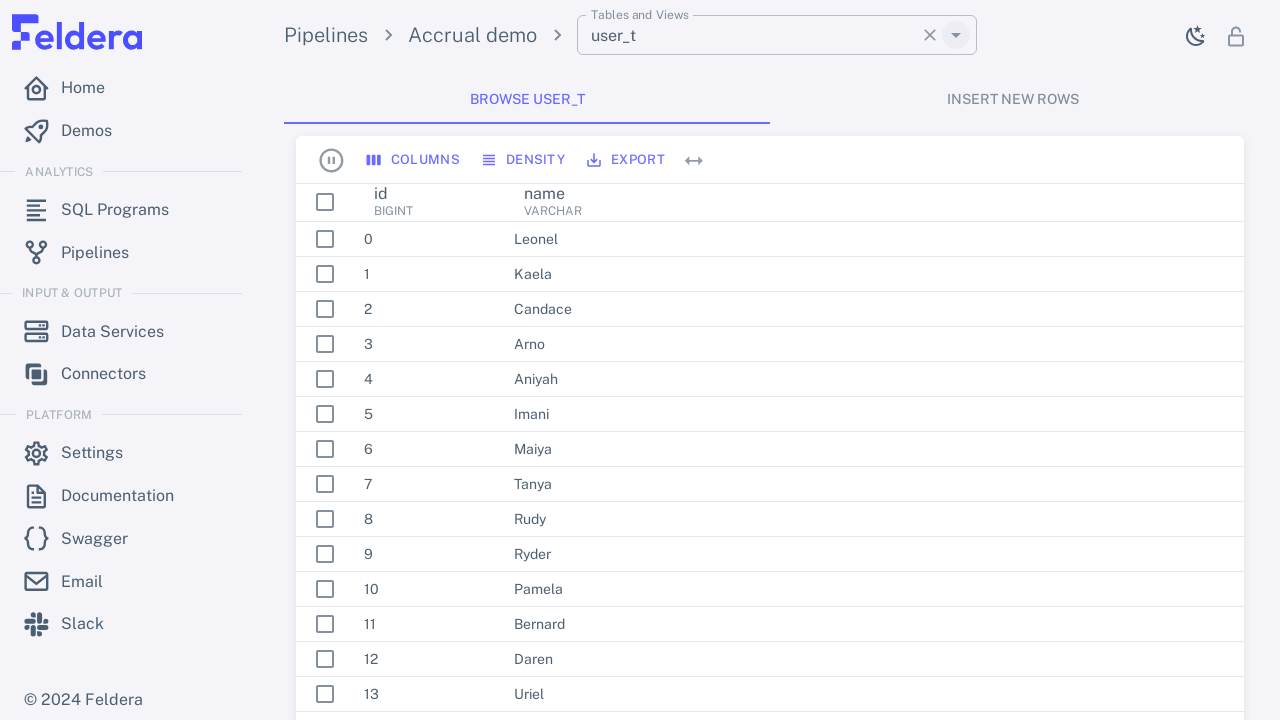 Feldera
Home
Demos
ANALYTICS
SQL Programs
Pipelines
INPUT & OUTPUT
Data Services
Connectors
PLATFORM
Settings
Documentation
Swagger
Email
Slack
© 2024 Feldera
Pipelines
Accrual demo
Tables and Views
user_t
BROWSE USER_T
INSERT NEW ROWS
COLUMNS DENSITY EXPORT
id name
BIGINT VARCHAR
0 Leonel
1 Kaela
2 Candace
3 Arno
4 Aniyah
5 Imani
6 Maiya
7 Tanya
8 Rudy
9 Ryder
10 Pamela
11 Bernard
12 Daren
13 Uriel